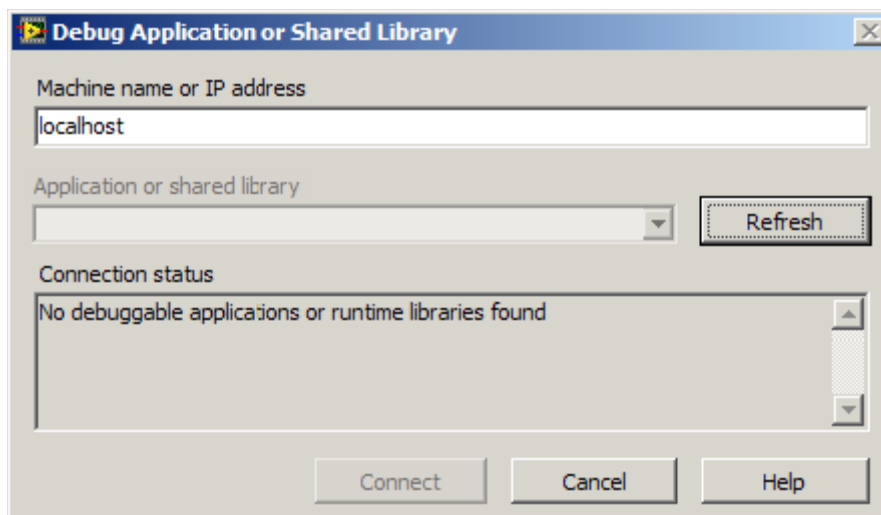 Debug Application or Shared Library
Machine name or IP address
localhost
Application or shared library
Refresh
Connection status
No debuggable applications or runtime libraries found
Connect Cancel Help